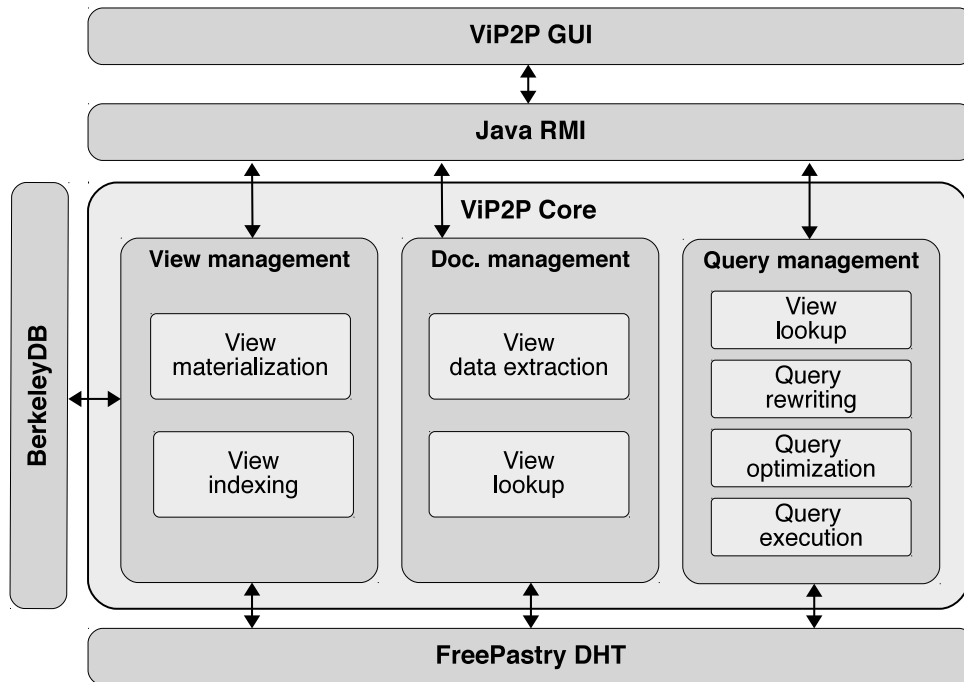 ViP2P GUI
Java RMI
BerkeleyDB
ViP2P Core
View management
View
materialization
View
indexing
Doc. management
View
data extraction
View
lookup
Query management
View
lookup
Query
rewriting
Query
optimization
Query
execution
FreePastry DHT